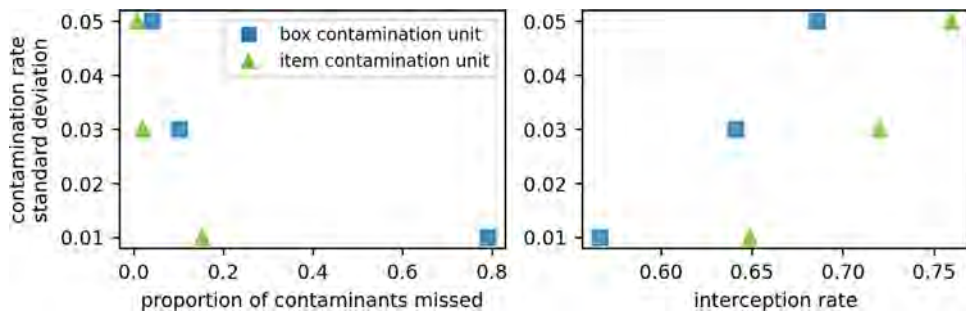 contamination rate
standard deviation
0.05
0.04
0.03
0.02
0.01
box contamination unit
item contamination unit
0.0 0.2 0.4 0.6 0.8
proportion of contaminants missed
0.05
0.04
0.03
0.02
0.01
0.60 0.65 0.70 0.75
interception rate